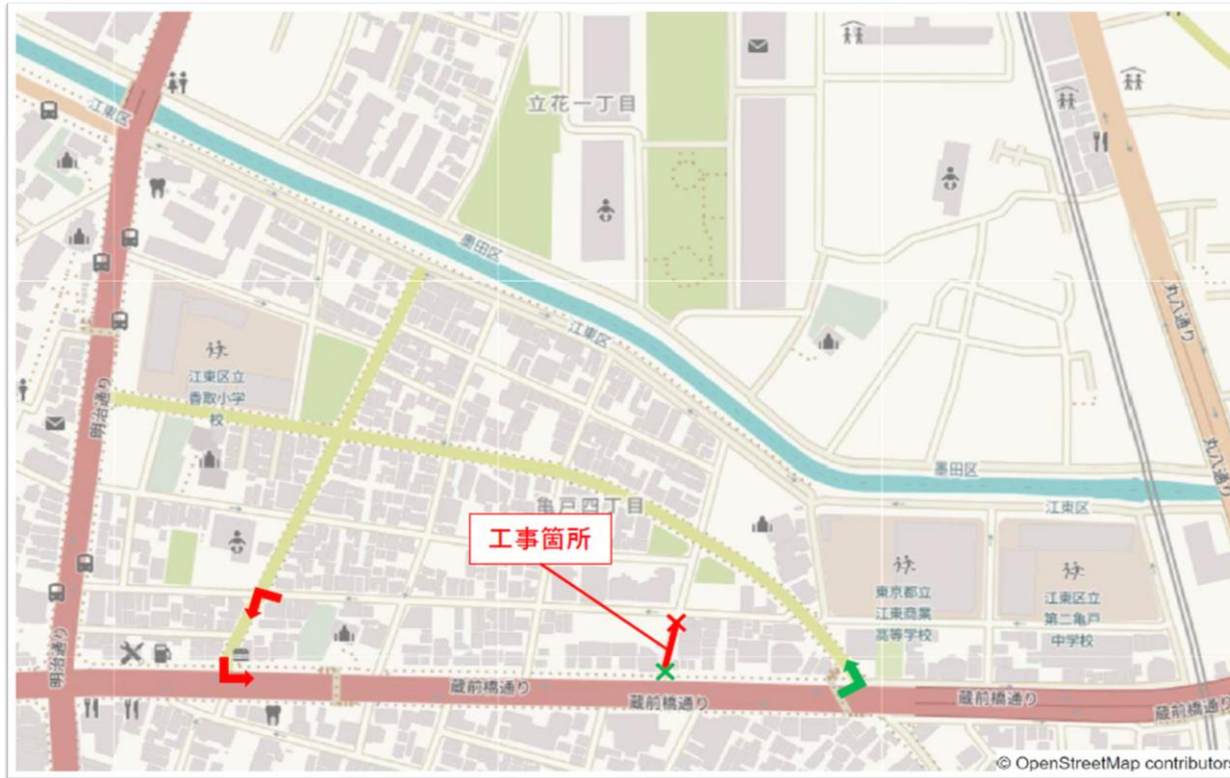 立花一丁目
江東区
墨田区
江東区
丸八通り
江東区立
香取小学
校
明治通り
丸八通り
墨田区
江東区
亀戸四丁目
工事箇所
東京都立
江東商業
高等学校
江東区立
第二亀戸
中学校
明治通り
蔵前橋通り
蔵前橋通り
蔵前橋通り
蔵前橋通り
© OpenStreetMap contributor